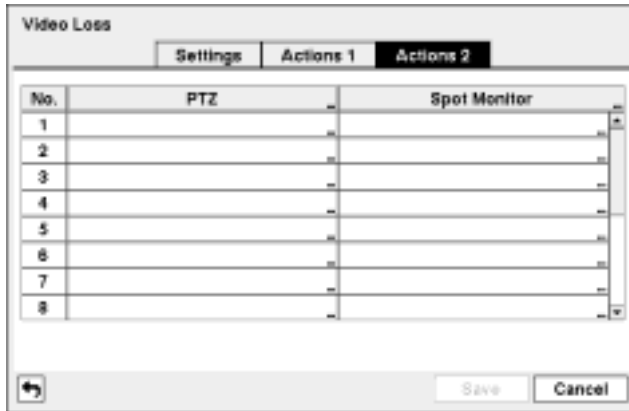 Video Loss
Settings Actions 1 Actions 2
No. PTZ ... Spot Monitor ...
1 ... ...
2 ... ...
3 ... ...
4 ... ...
5 ... ...
6 ... ...
7 ... ...
8 ... ...
Save Cancel